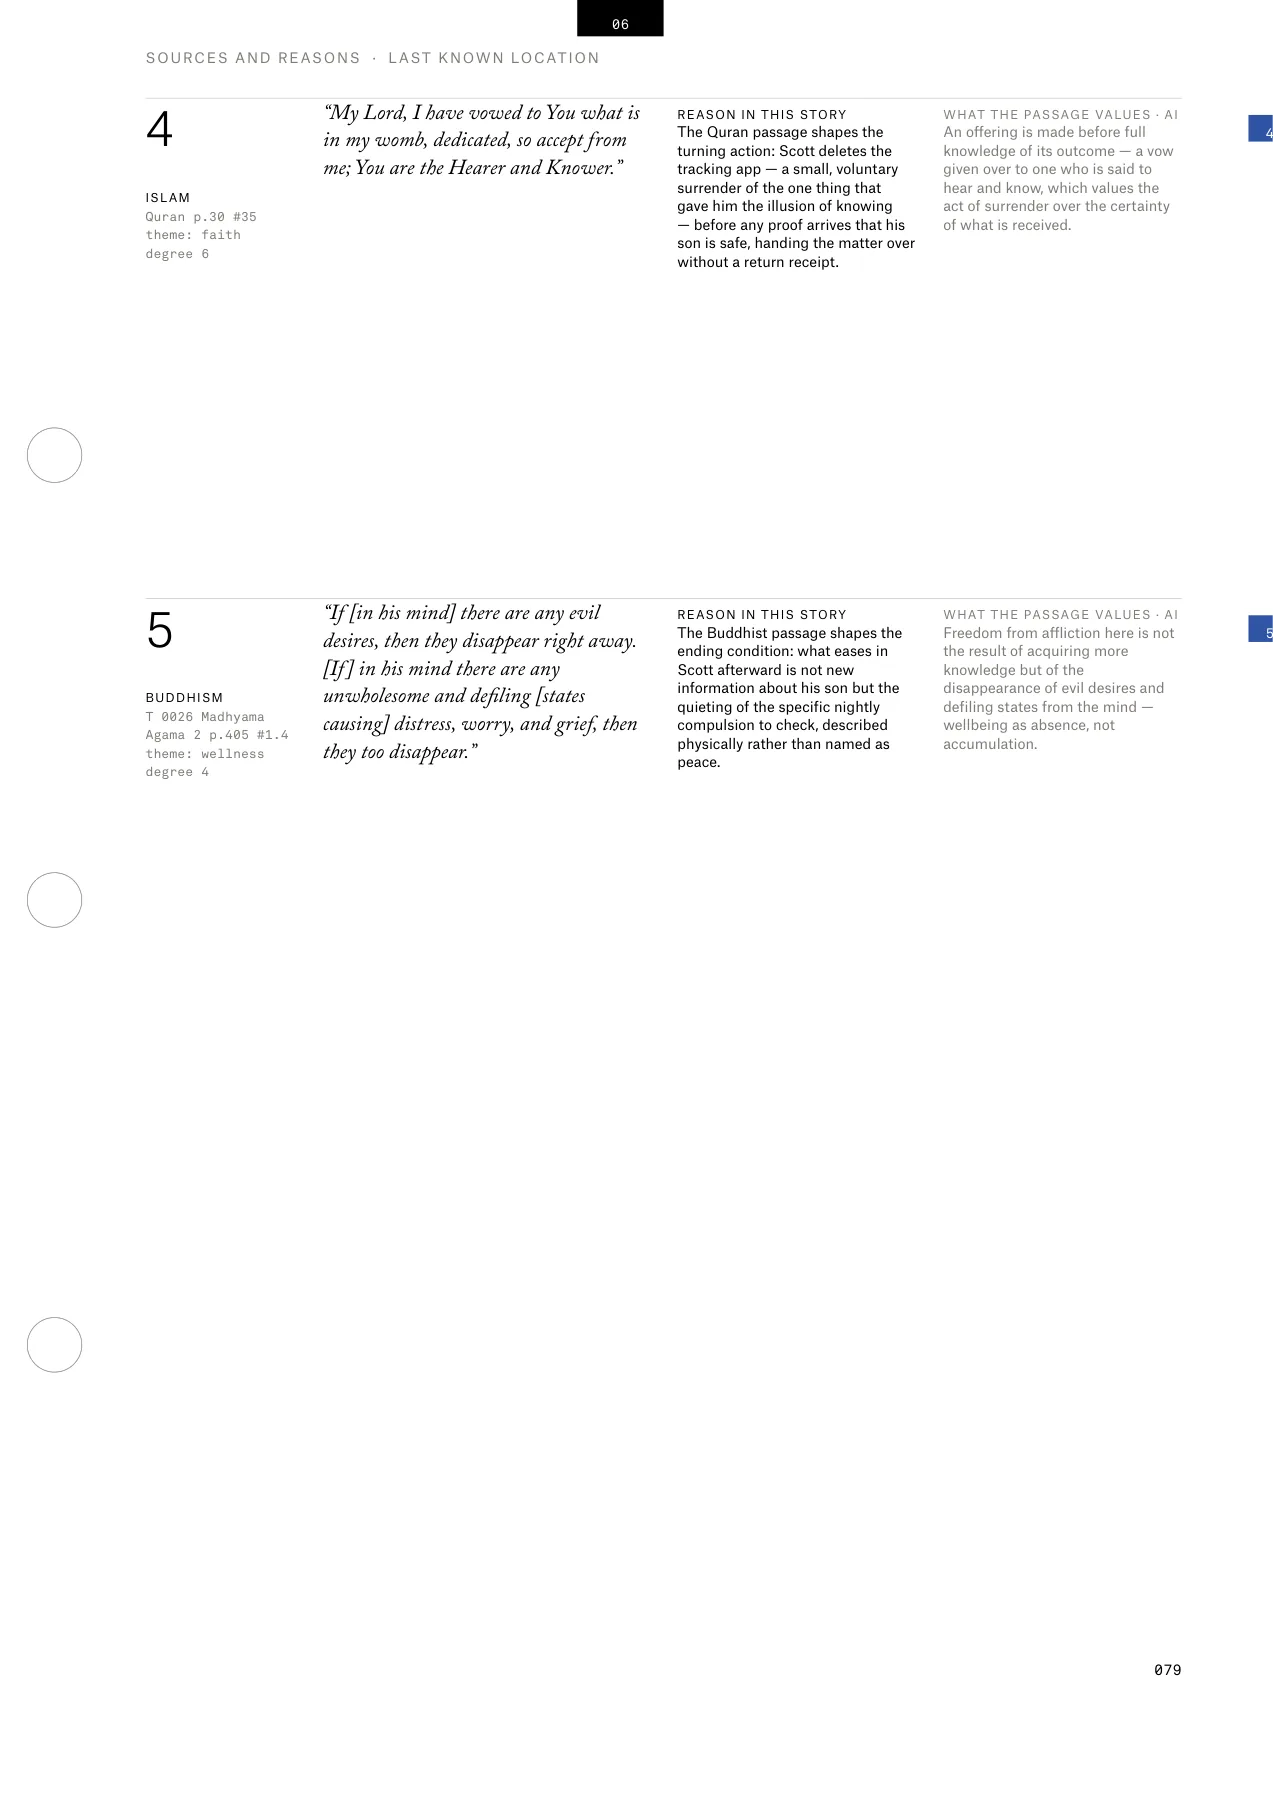 06
SOURCES AND REASONS · LAST KNOWN LOCATION
4
ISLAM
Quran p.30 #35
theme: faith
degree 6
“My Lord, I have vowed to You what is
in my womb, dedicated, so accept from
me; You are the Hearer and Knower.”
REASON IN THIS STORY
The Quran passage shapes the
turning action: Scott deletes the
tracking app — a small, voluntary
surrender of the one thing that
gave him the illusion of knowing
— before any proof arrives that his
son is safe, handing the matter over
without a return receipt.
WHAT THE PASSAGE VALUES · AI
An offering is made before full
knowledge of its outcome — a vow
given over to one who is said to
hear and know, which values the
act of surrender over the certainty
of what is received.
4
5
BUDDHISM
T 0026 Madhyama
Agama 2 p.405 #1.4
theme: wellness
degree 4
“If [in his mind] there are any evil
desires, then they disappear right away.
[If] in his mind there are any
unwholesome and defiling [states
causing] distress, worry, and grief, then
they too disappear.”
REASON IN THIS STORY
The Buddhist passage shapes the
ending condition: what eases in
Scott afterward is not new
information about his son but the
quieting of the specific nightly
compulsion to check, described
physically rather than named as
peace.
WHAT THE PASSAGE VALUES · AI
Freedom from affliction here is not
the result of acquiring more
knowledge but of the
disappearance of evil desires and
defiling states from the mind —
wellbeing as absence, not
accumulation.
5
079